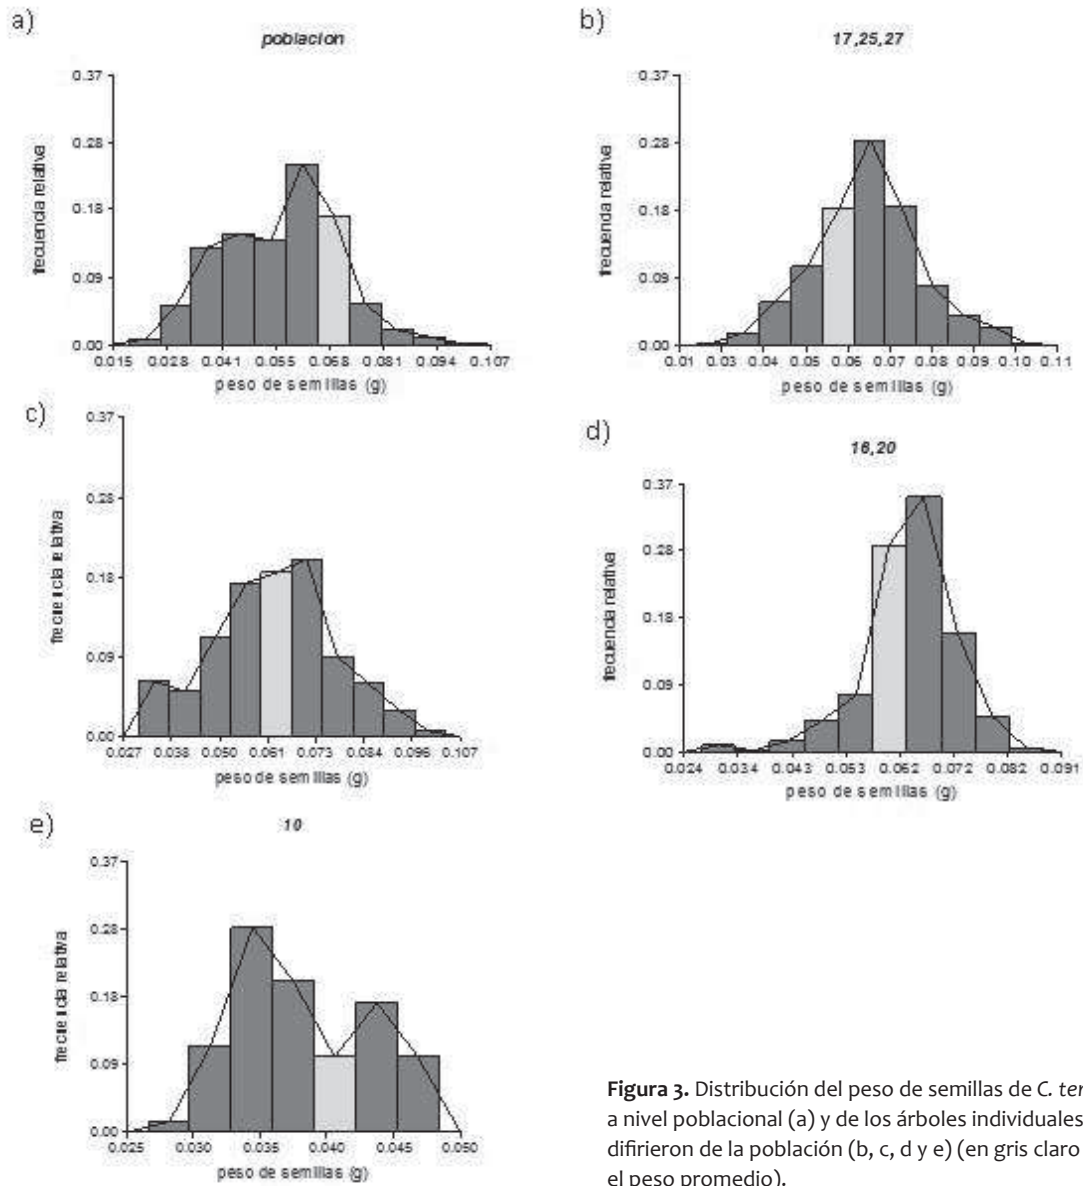 a)
poblacion
0.37
0.28
0.18
0.09
0.00
frecuencia relativa
0.015 0.028 0.041 0.055 0.068 0.081 0.094 0.107
peso de semillas (g)
b)
17,25,27
0.37
0.28
0.18
0.09
0.00
frecuencia relativa
0.01 0.03 0.04 0.05 0.06 0.07 0.08 0.09 0.10 0.11
peso de semillas (g)
c)
0.37
0.28
0.18
0.09
0.00
frecuencia relativa
0.027 0.038 0.050 0.061 0.073 0.084 0.096 0.107
peso de semillas (g)
d)
16,20
0.37
0.28
0.18
0.09
0.00
frecuencia relativa
0.024 0.034 0.043 0.053 0.062 0.072 0.082 0.091
peso de semillas (g)
e)
10
0.37
0.28
0.18
0.09
0.00
frecuencia relativa
0.025 0.030 0.035 0.040 0.045 0.050
peso de semillas (g)
Figura 3. Distribución del peso de semillas de C. ter
a nivel poblacional (a) y de los árboles individuales
difirieron de la población (b, c, d y e) (en gris claro
el peso promedio).